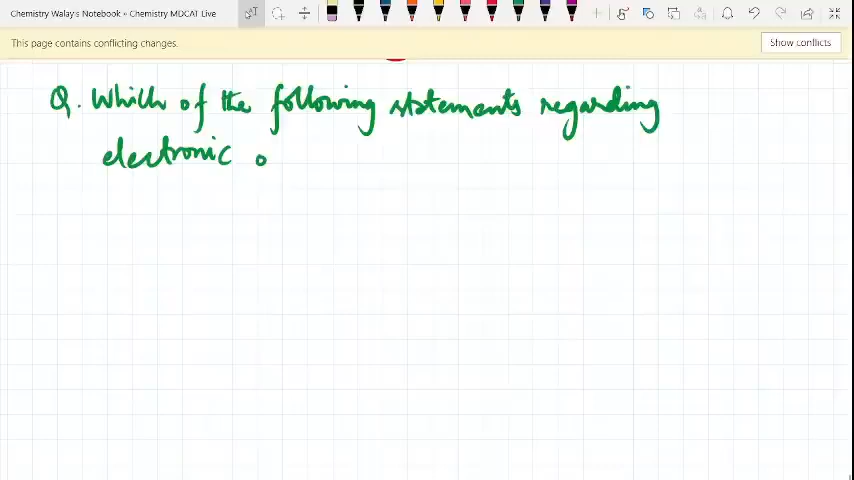 Chemistry Walay's Notebook » Chemistry MDCAT Live
This page contains conflicting changes.
Show conflicts
Q. Which of the following statements regarding
electronic o